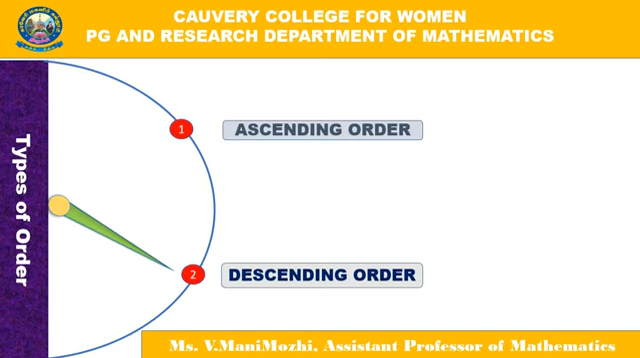 CAUVERY COLLEGE FOR WOMEN
PG AND RESEARCH DEPARTMENT OF MATHEMATICS
Types of Order
1
ASCENDING ORDER
2
DESCENDING ORDER
Ms. V.ManiMozhi, Assistant Professor of Mathematics